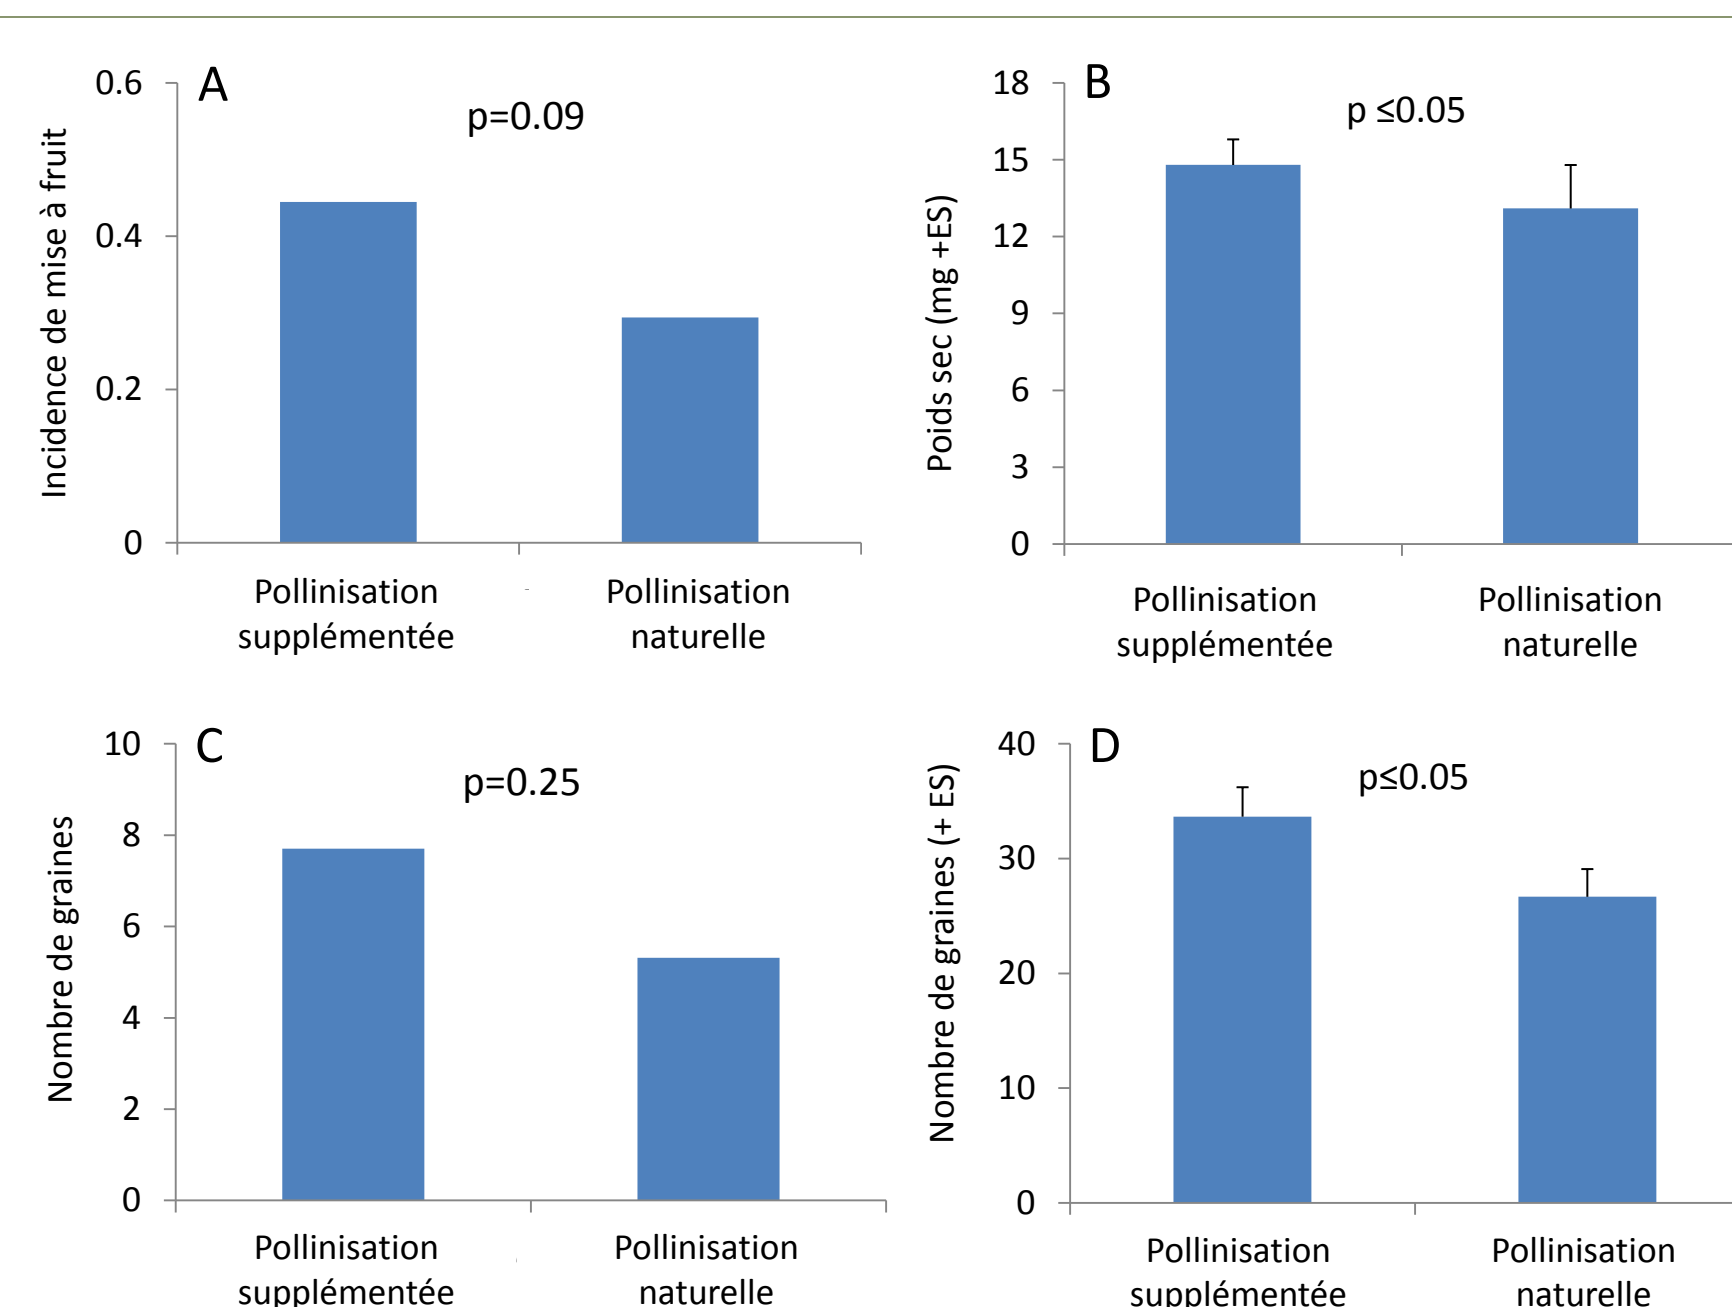 A
p=0.09
0.6
0.4
0.2
0
Incidence de mise à fruit
Pollinisation
supplémentée
Pollinisation
naturelle
B
p ≤0.05
18
15
12
9
6
3
0
Poids sec (mg +ES)
Pollinisation
supplémentée
Pollinisation
naturelle
C
p=0.25
10
8
6
4
2
0
Nombre de graines
Pollinisation
supplémentée
Pollinisation
naturelle
D
p≤0.05
40
30
20
10
0
Nombre de graines (+ ES)
Pollinisation
supplémentée
Pollinisation
naturelle